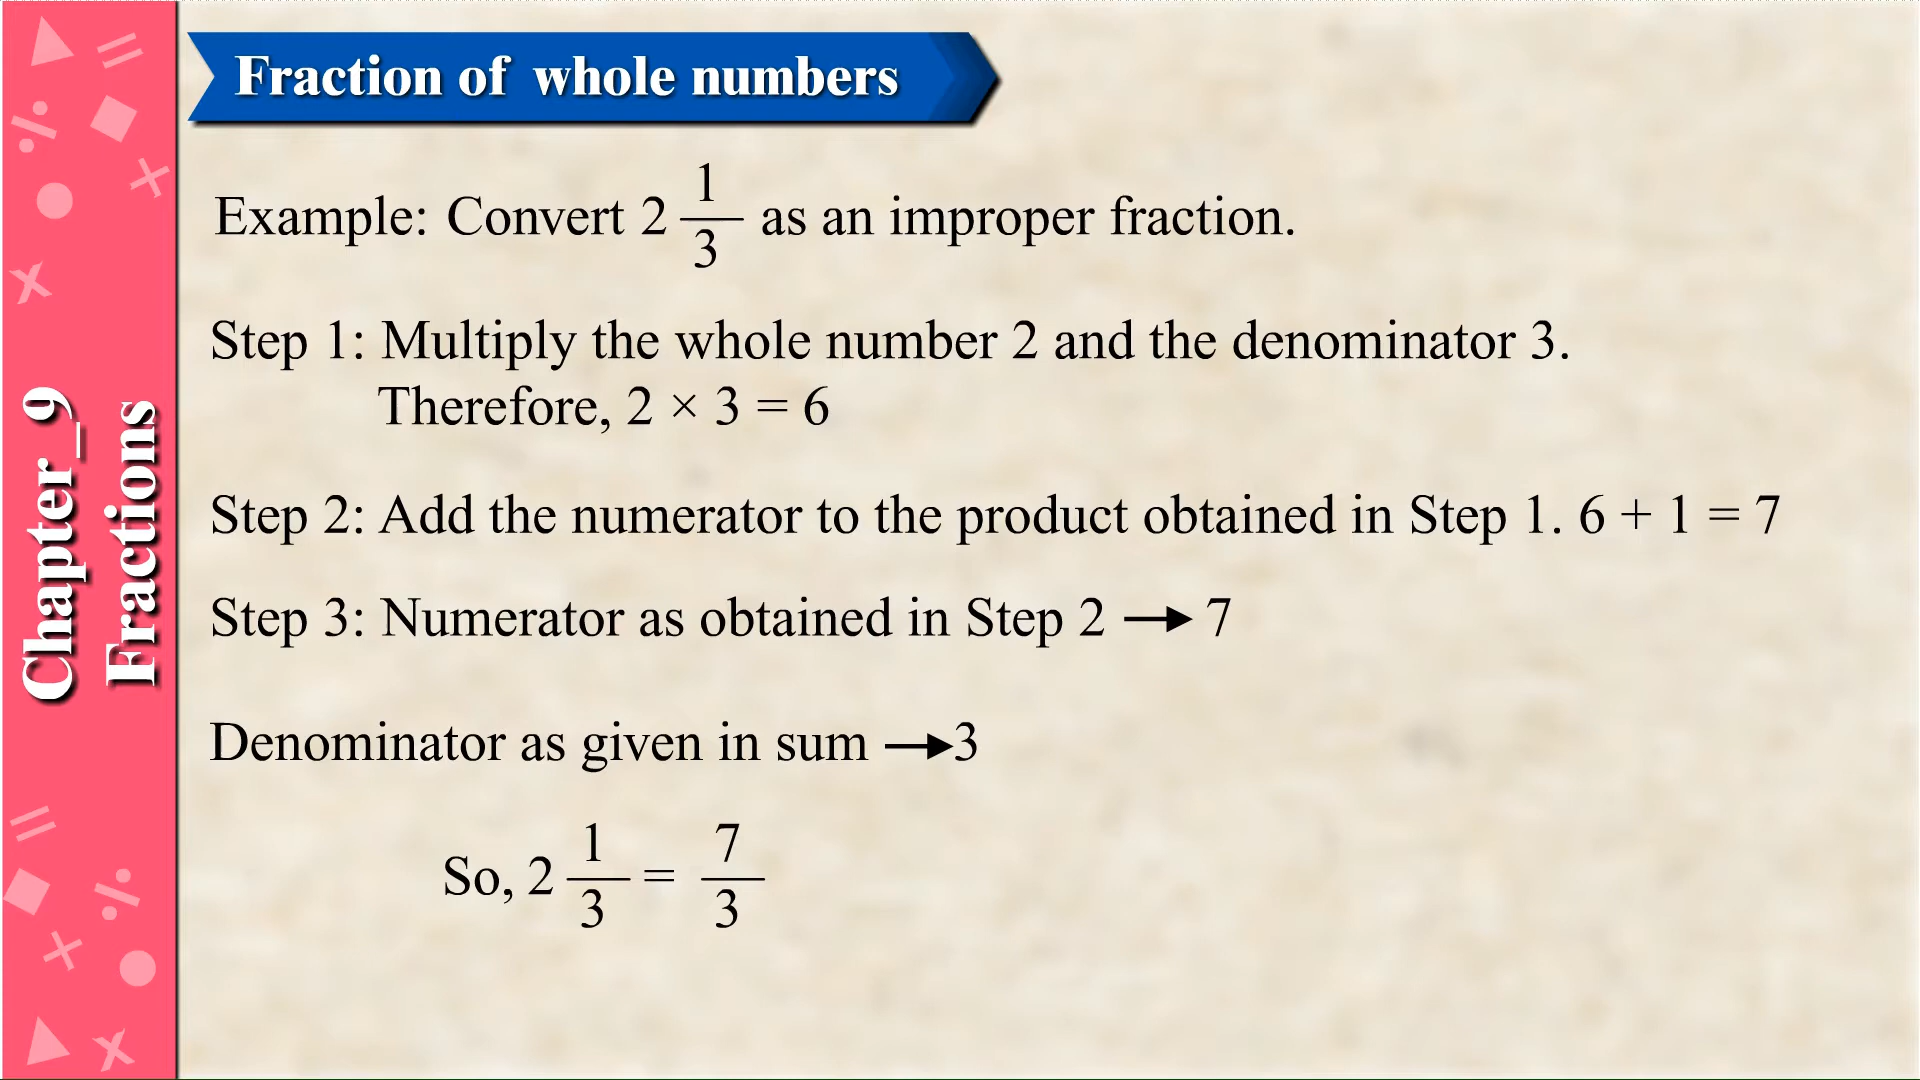 Chapter_9
Fractions
Fraction of whole numbers
Example: Convert 2 1/3 as an improper fraction.
Step 1: Multiply the whole number 2 and the denominator 3.
Therefore, 2 × 3 = 6
Step 2: Add the numerator to the product obtained in Step 1. 6 + 1 = 7
Step 3: Numerator as obtained in Step 2 → 7
Denominator as given in sum →3
So, 2 1/3 = 7/3